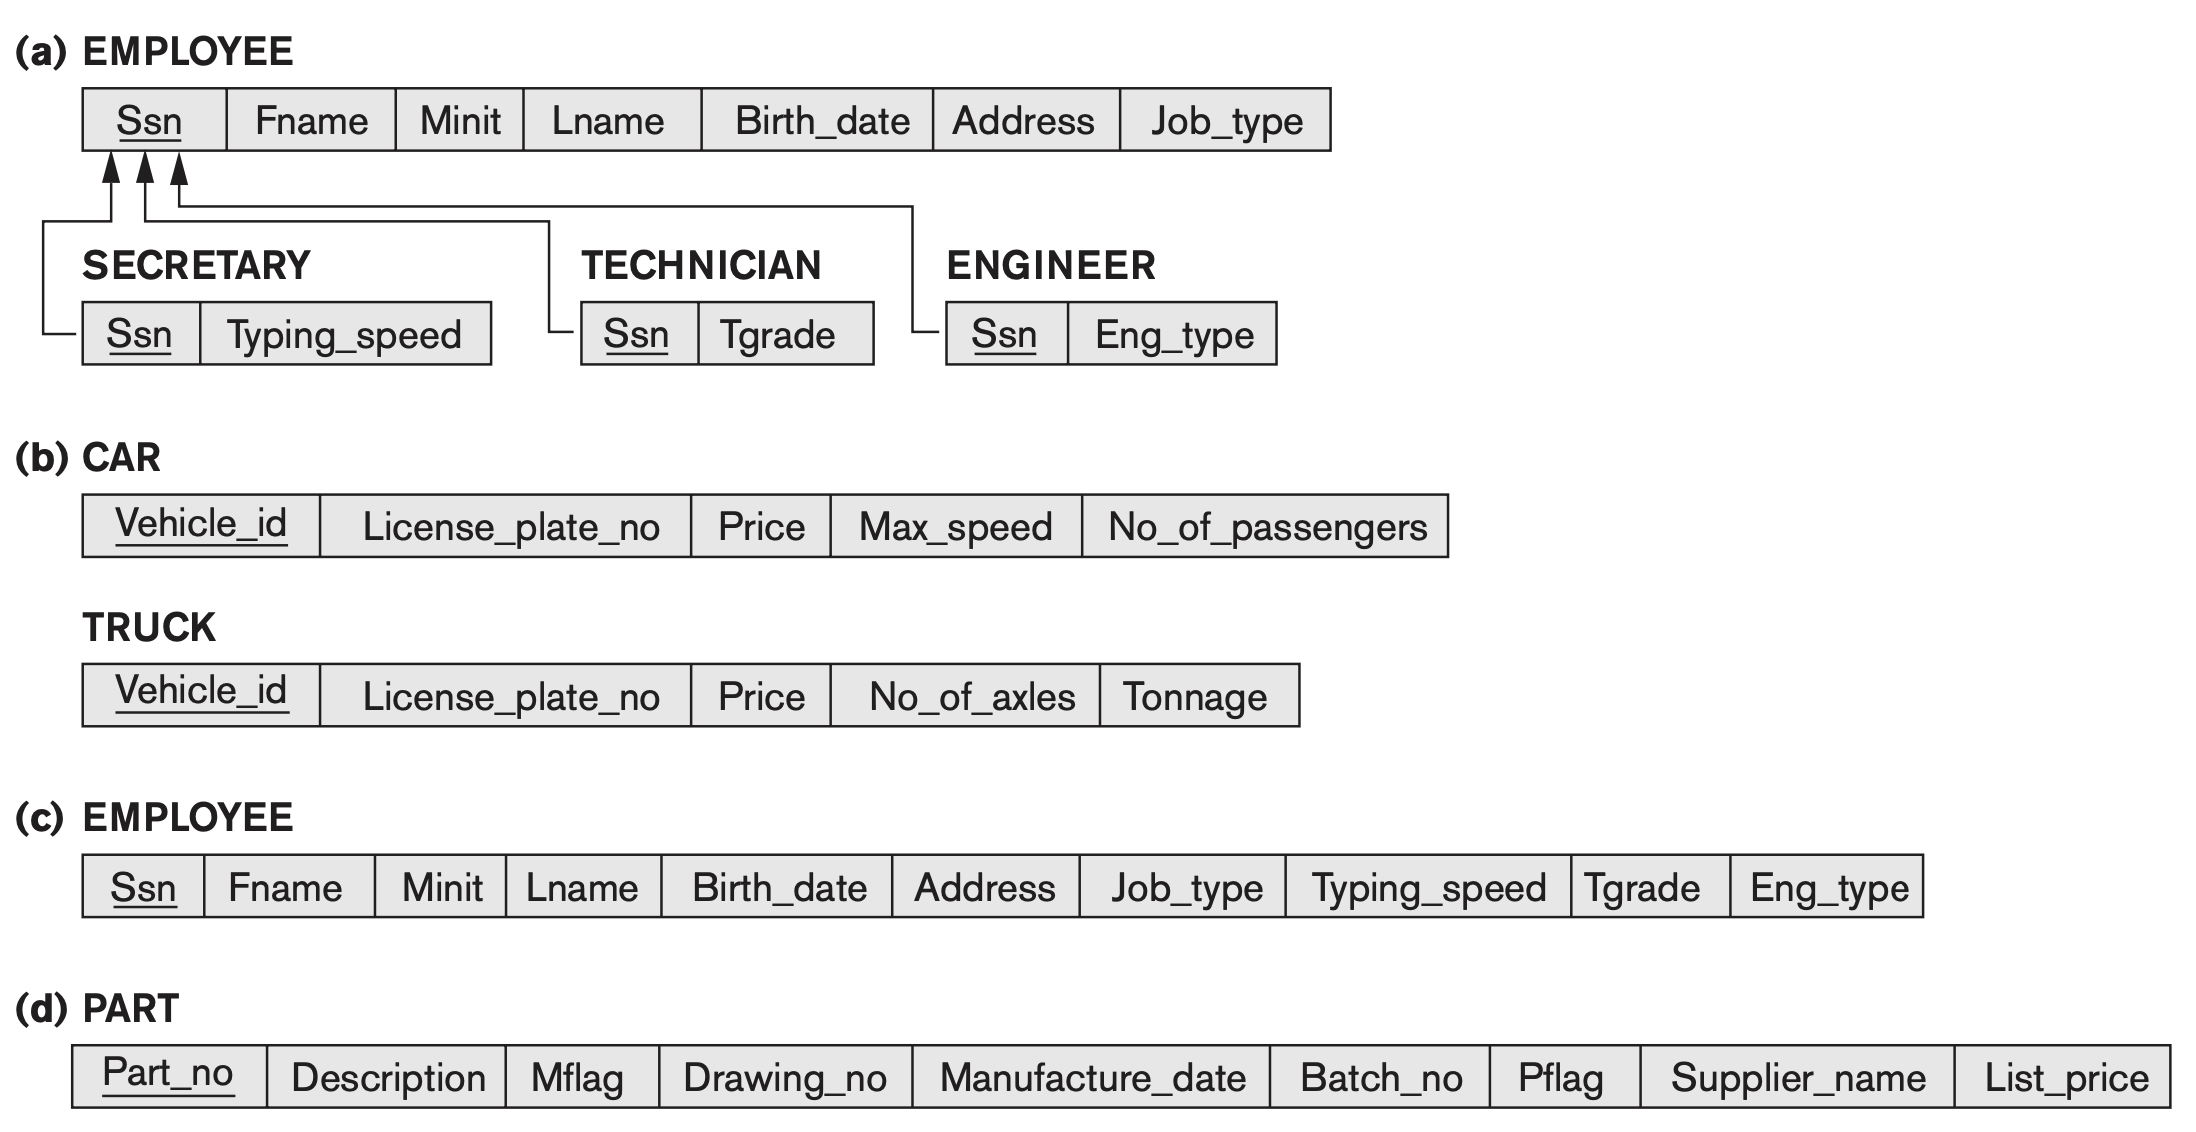 (a) EMPLOYEE
Ssn Fname Minit Lname Birth_date Address Job_type
SECRETARY TECHNICIAN ENGINEER
Ssn Typing_speed Ssn Tgrade Ssn Eng_type
(b) CAR
Vehicle_id License_plate_no Price Max_speed No_of_passengers
TRUCK
Vehicle_id License_plate_no Price No_of_axles Tonnage
(c) EMPLOYEE
Ssn Fname Minit Lname Birth_date Address Job_type Typing_speed Tgrade Eng_type
(d) PART
Part_no Description Mflag Drawing_no Manufacture_date Batch_no Pflag Supplier_name List_price